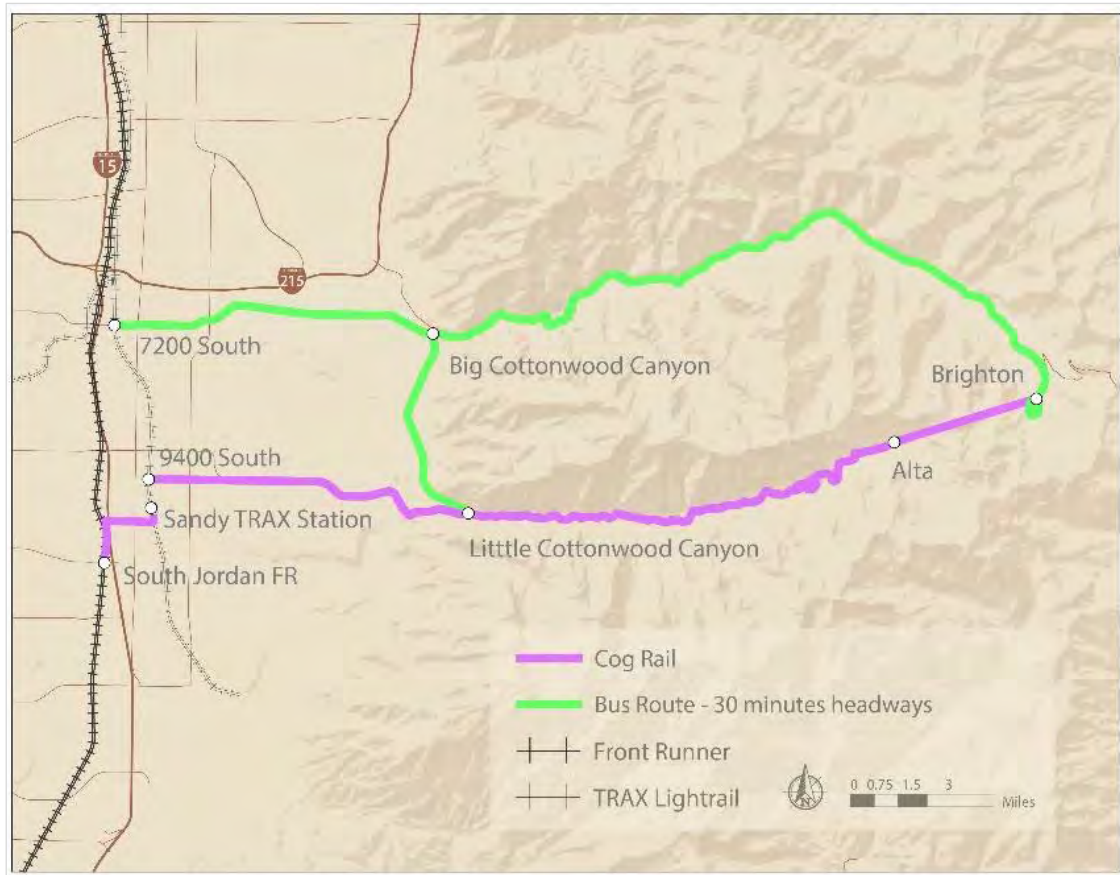 15
215
7200 South
Big Cottonwood Canyon
Brighton
9400 South
Alta
Sandy TRAX Station
Litttle Cottonwood Canyon
South Jordan FR
Cog Rail
Bus Route - 30 minutes headways
Front Runner
TRAX Lightrail
N
0 0.75 1.5 3
Miles